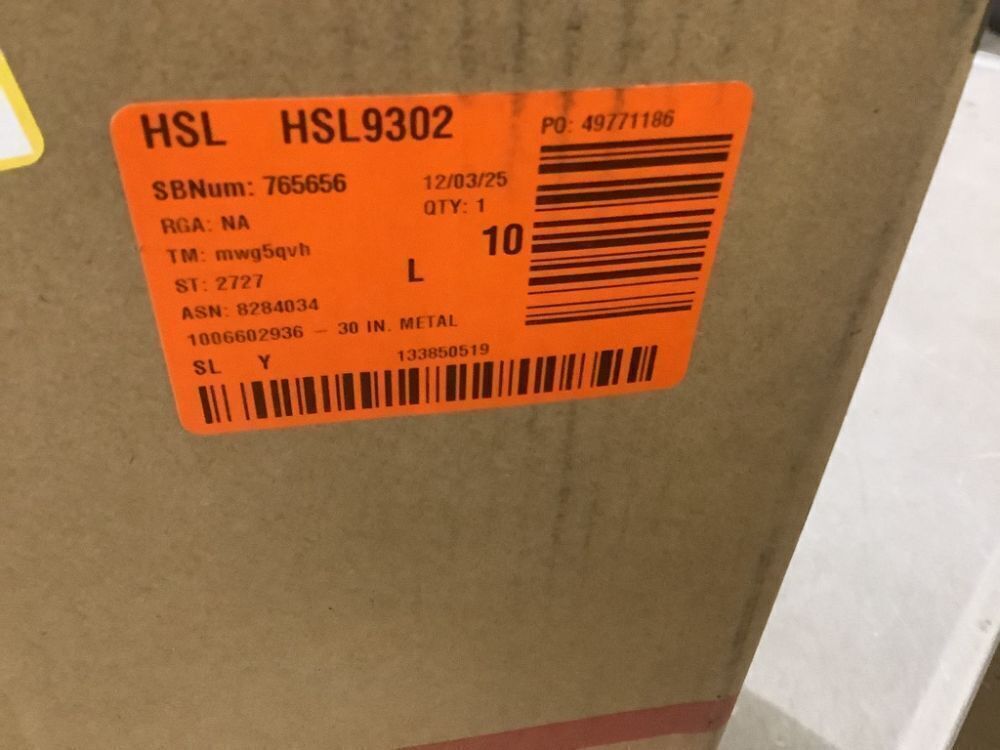 HSL HSL9302
PO: 49771186
SBNum: 765656
12/03/25
RGA: NA
QTY: 1
TM: mwg5qvh
10
ST: 2727
L
ASN: 8284034
1006602936 – 30 IN. METAL
SL Y
133850519